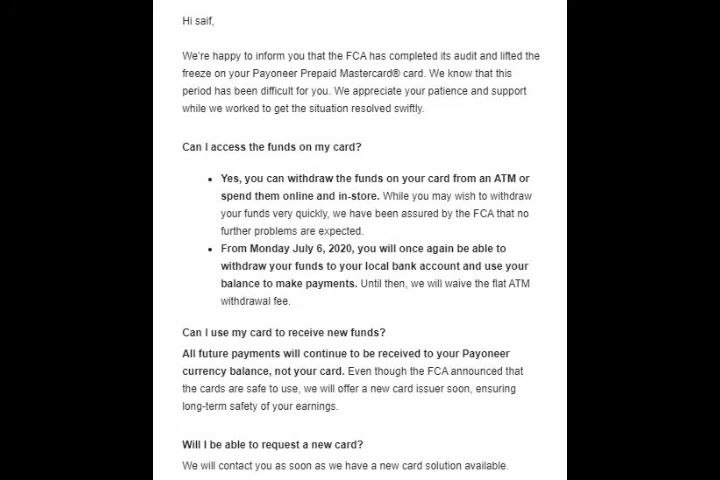 Hi saif,
We're happy to inform you that the FCA has completed its audit and lifted the
freeze on your Payoneer Prepaid Mastercard® card. We know that this
period has been difficult for you. We appreciate your patience and support
while we worked to get the situation resolved swiftly.
Can I access the funds on my card?
• Yes, you can withdraw the funds on your card from an ATM or
spend them online and in-store. While you may wish to withdraw
your funds very quickly, we have been assured by the FCA that no
further problems are expected.
• From Monday July 6, 2020, you will once again be able to
withdraw your funds to your local bank account and use your
balance to make payments. Until then, we will waive the flat ATM
withdrawal fee.
Can I use my card to receive new funds?
All future payments will continue to be received to your Payoneer
currency balance, not your card. Even though the FCA announced that
the cards are safe to use, we will offer a new card issuer soon, ensuring
long-term safety of your earnings.
Will I be able to request a new card?
We will contact you as soon as we have a new card solution available.